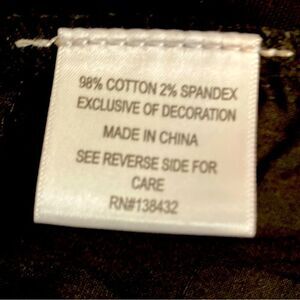 98% COTTON 2% SPANDEX
EXCLUSIVE OF DECORATION
MADE IN CHINA
SEE REVERSE SIDE FOR
CARE
RN#138432